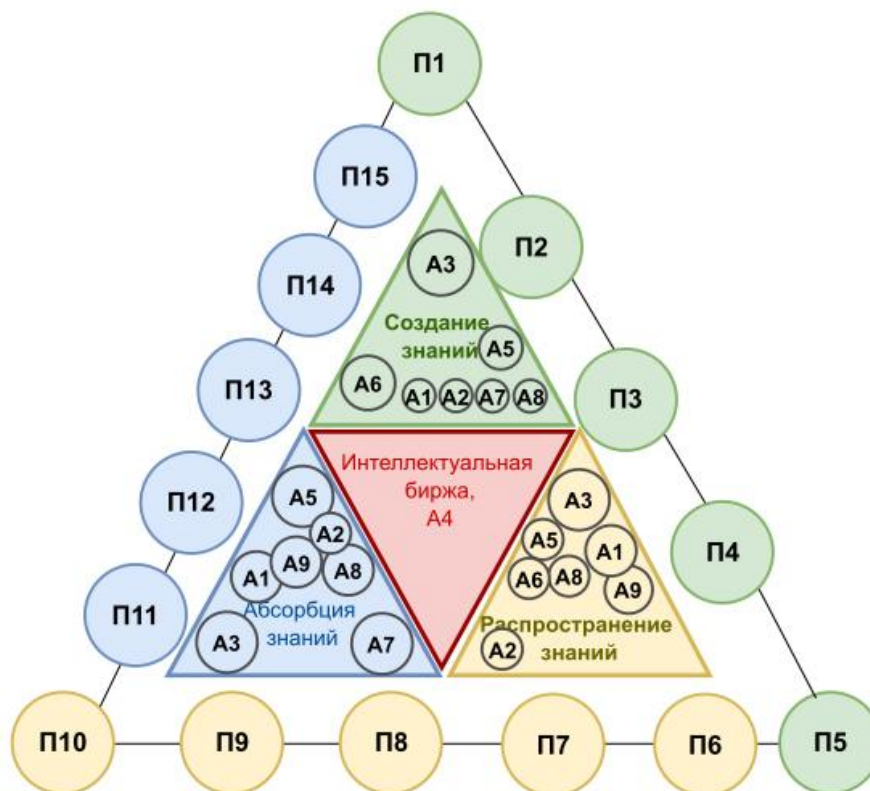 П1
П15
П2
П14
А3
Создание
знаний
А5
П13
П3
А6
А1 А2 А7 А8
Интеллектуальная
биржа,
А4
П12
А5
А3
А2
А5
А1
П4
А9
А8
А1
А6
А8
А9
П11
Абсорбция
знаний
А3
А7
Распространение
знаний
А2
П10
П9
П8
П7
П6
П5